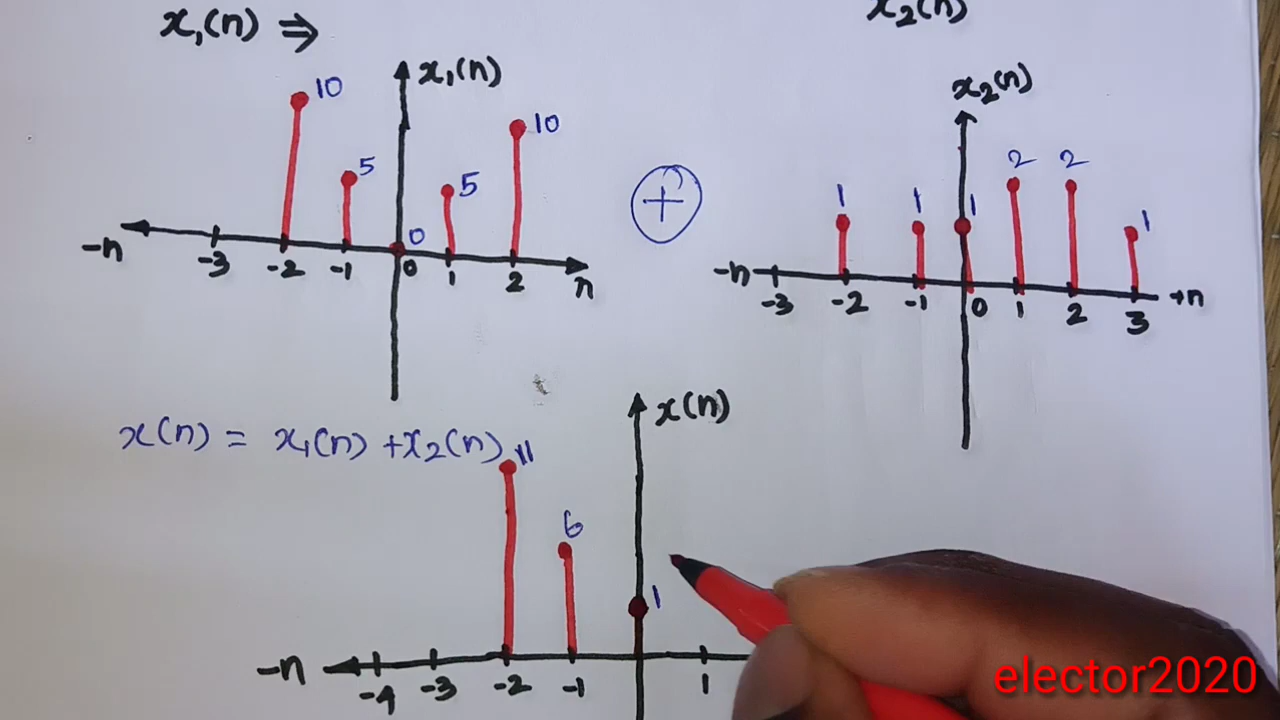 x₁(n) ⇒
x₂(n)
x₁(n)
10
5
0
5
10
-n -3 -2 -1 0 1 2 n
+
x₂(n)
1 1 1 2 2 1
-n -3 -2 -1 0 1 2 3 +n
x(n) = x₁(n) + x₂(n)
x(n)
11
6
1
-n -4 -3 -2 -1 1
elector2020